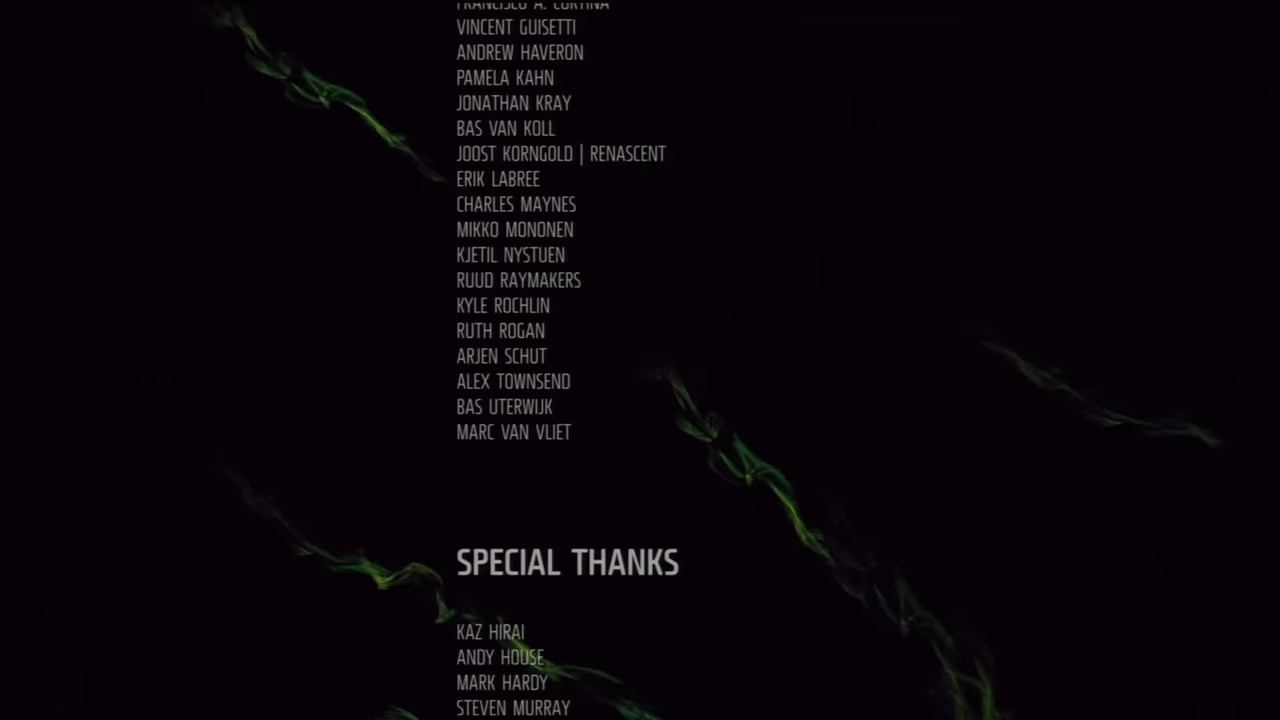 FRANCISCO A. CORTINA
VINCENT GUISETTI
ANDREW HAVERON
PAMELA KAHN
JONATHAN KRAY
BAS VAN KOLL
JOOST KORNGOLD | RENASCENT
ERIK LABREE
CHARLES MAYNES
MIKKO MONONEN
KJETIL NYSTUEN
RUUD RAYMAKERS
KYLE ROCHLIN
RUTH ROGAN
ARJEN SCHUT
ALEX TOWNSEND
BAS UTERWIJK
MARC VAN VLIET
SPECIAL THANKS
KAZ HIRAI
ANDY HOUSE
MARK HARDY
STEVEN MURRAY